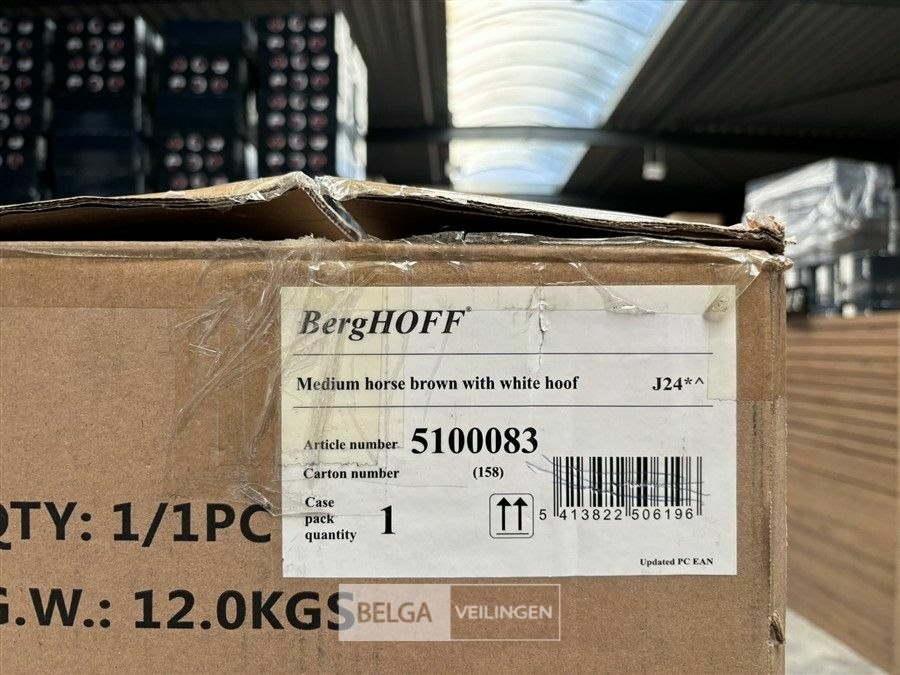 BergHOFF®
Medium horse brown with white hoof J24*^
Article number 5100083
Carton number (158)
Case pack quantity 1
5 413822 506196
Updated PC EAN
QTY: 1/1PC
G.W.: 12.0KGS
BELGA VEILINGEN